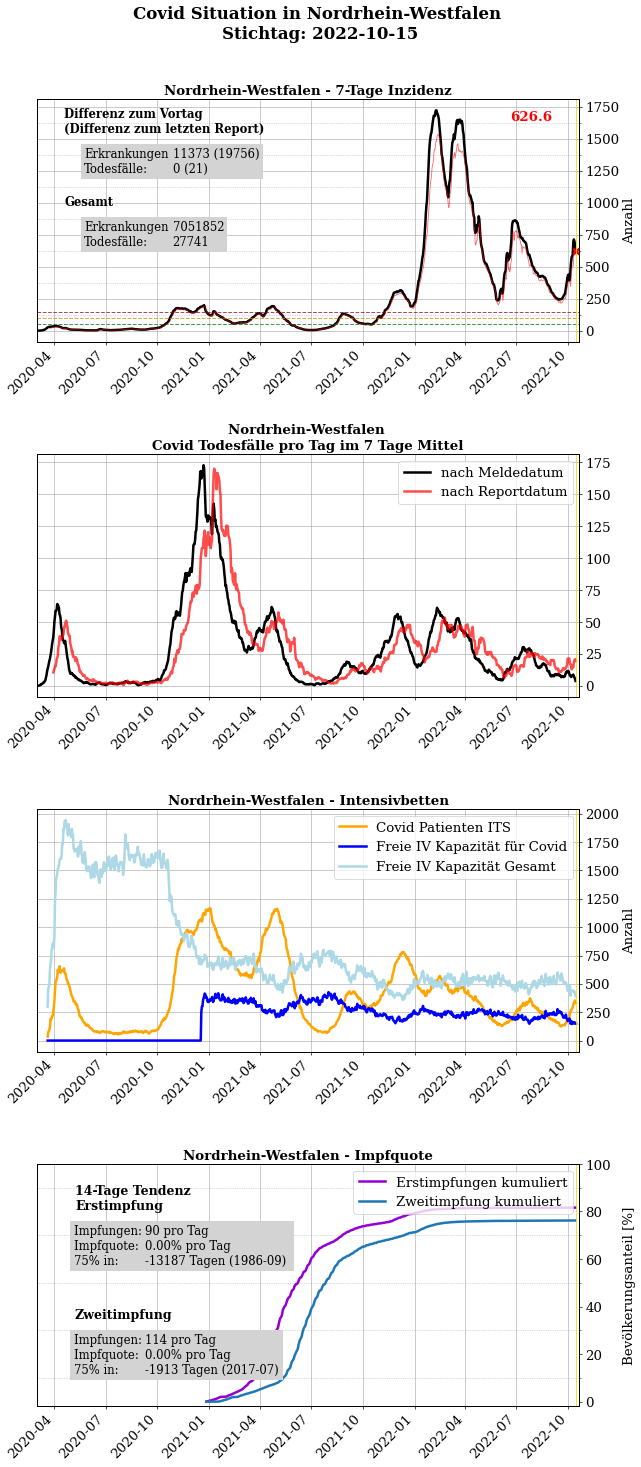 Covid Situation in Nordrhein-Westfalen
Stichtag: 2022-10-15
Nordrhein-Westfalen - 7-Tage Inzidenz
Differenz zum Vortag
(Differenz zum letzten Report)
Erkrankungen 11373 (19756)
Todesfälle: 0 (21)
Gesamt
Erkrankungen 7051852
Todesfälle: 27741
626.6
1750
1500
1250
1000
750
500
250
0
Anzahl
2020-04
2020-07
2020-10
2021-01
2021-04
2021-07
2021-10
2022-01
2022-04
2022-07
2022-10
Nordrhein-Westfalen
Covid Todesfälle pro Tag im 7 Tage Mittel
nach Meldedatum
nach Reportdatum
175
150
125
100
75
50
25
0
2020-04
2020-07
2020-10
2021-01
2021-04
2021-07
2021-10
2022-01
2022-04
2022-07
2022-10
Nordrhein-Westfalen - Intensivbetten
Covid Patienten ITS
Freie IV Kapazität für Covid
Freie IV Kapazität Gesamt
2000
1750
1500
1250
1000
750
500
250
0
Anzahl
2020-04
2020-07
2020-10
2021-01
2021-04
2021-07
2021-10
2022-01
2022-04
2022-07
2022-10
Nordrhein-Westfalen - Impfquote
14-Tage Tendenz
Erstimpfung
Impfungen: 90 pro Tag
Impfquote: 0.00% pro Tag
75% in: -13187 Tagen (1986-09)
Zweitimpfung
Impfungen: 114 pro Tag
Impfquote: 0.00% pro Tag
75% in: -1913 Tagen (2017-07)
Erstimpfungen kumuliert
Zweitimpfung kumuliert
100
80
60
40
20
0
Bevölkerungsanteil [%]
2020-04
2020-07
2020-10
2021-01
2021-04
2021-07
2021-10
2022-01
2022-04
2022-07
2022-10